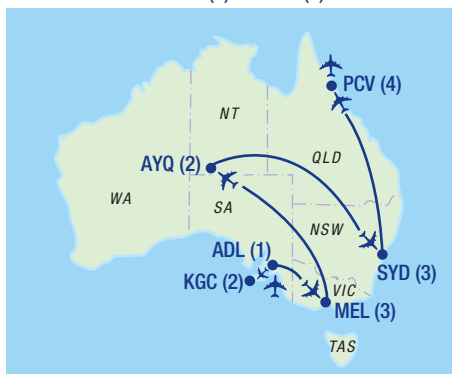 PCV (4)
NT
QLD
AYQ (2)
WA
SA
NSW
ADL (1)
KGC (2)
SYD (3)
VIC
MEL (3)
TAS